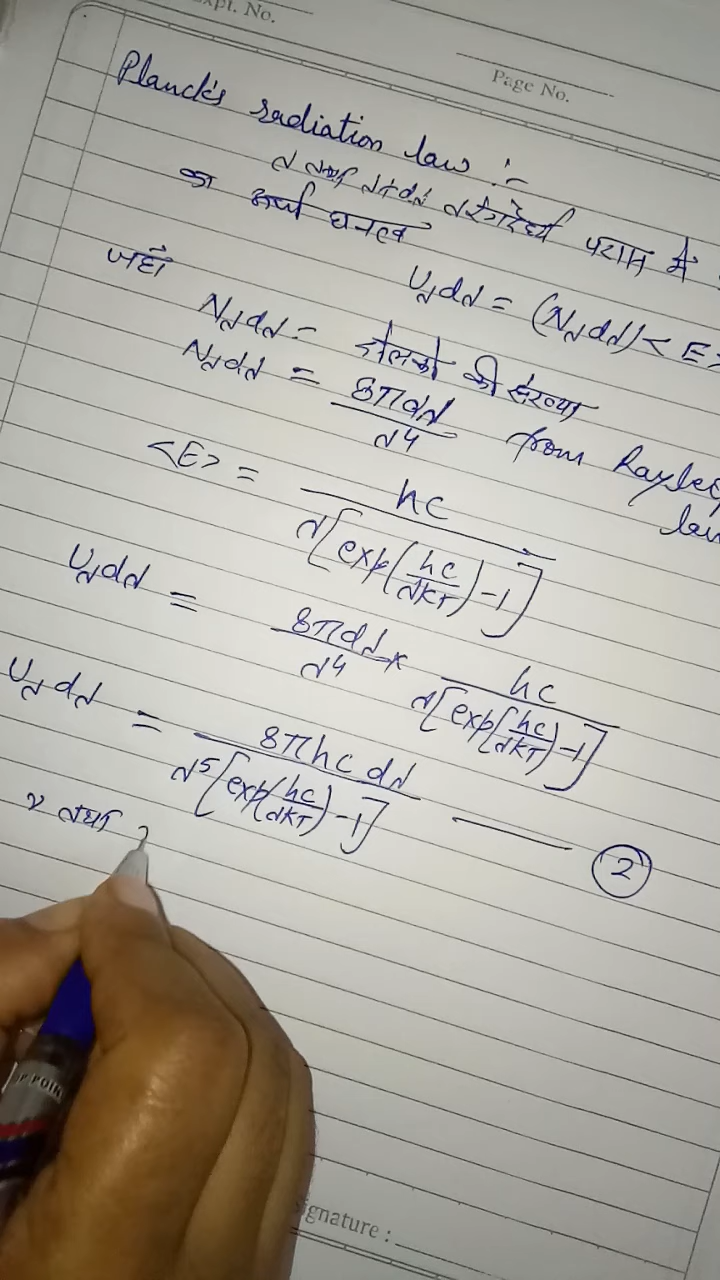 Expt. No.
Page No.
Planck's radiation law :-
λ तथा λ+dλ तरंगदैर्घ्य परास में
का ऊर्जा घनत्व
Uλdλ = (Nλdλ) <E>
जहाँ
Nλdλ = दोलकों की संख्या
Nλdλ = 8πdλ/λ⁴ from Rayleig
law
<E> = hc/λ[exp(hc/λkT)-1]
Uλdλ = 8πdλ/λ⁴ × hc/λ[exp(hc/λkT)-1]
Uλdλ = 8πhc dλ/λ⁵[exp(hc/λkT)-1] —— 2
ν तथा
ignature :